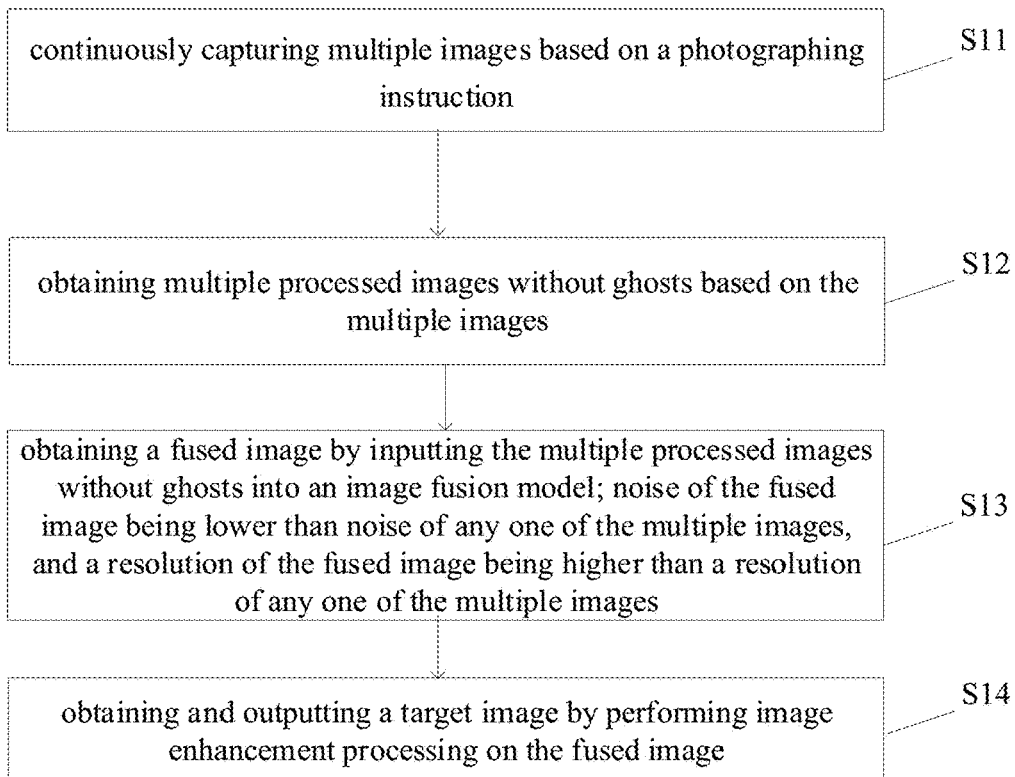 continuously capturing multiple images based on a photographing
instruction
S11
obtaining multiple processed images without ghosts based on the
multiple images
S12
obtaining a fused image by inputting the multiple processed images
without ghosts into an image fusion model; noise of the fused
image being lower than noise of any one of the multiple images,
and a resolution of the fused image being higher than a resolution
of any one of the multiple images
S13
obtaining and outputting a target image by performing image
enhancement processing on the fused image
S14